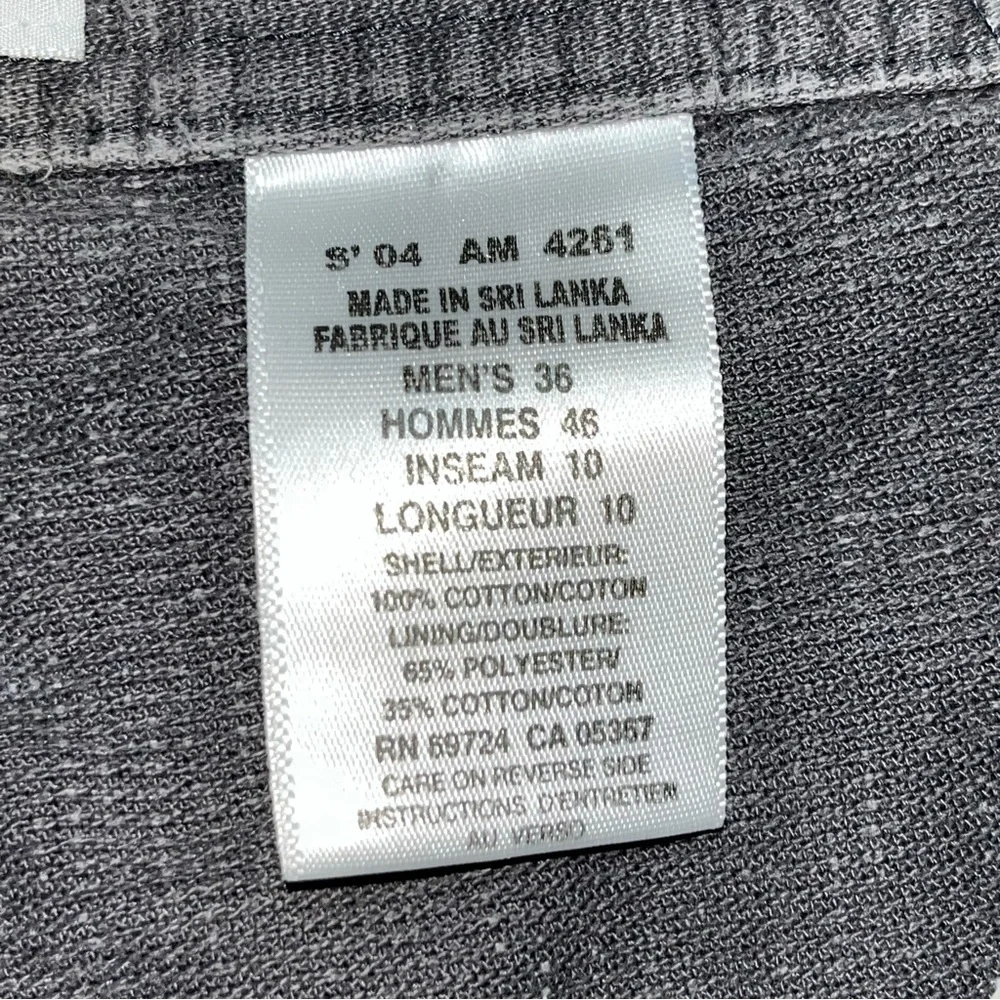 S' 04 AM 4261
MADE IN SRI LANKA
FABRIQUE AU SRI LANKA
MEN'S 36
HOMMES 46
INSEAM 10
LONGUEUR 10
SHELL/EXTERIEUR:
100% COTTON/COTON
LINING/DOUBLURE:
65% POLYESTER/
35% COTTON/COTON
RN 69724 CA 05367
CARE ON REVERSE SIDE
INSTRUCTIONS D'ENTRETIEN
AU VERSO